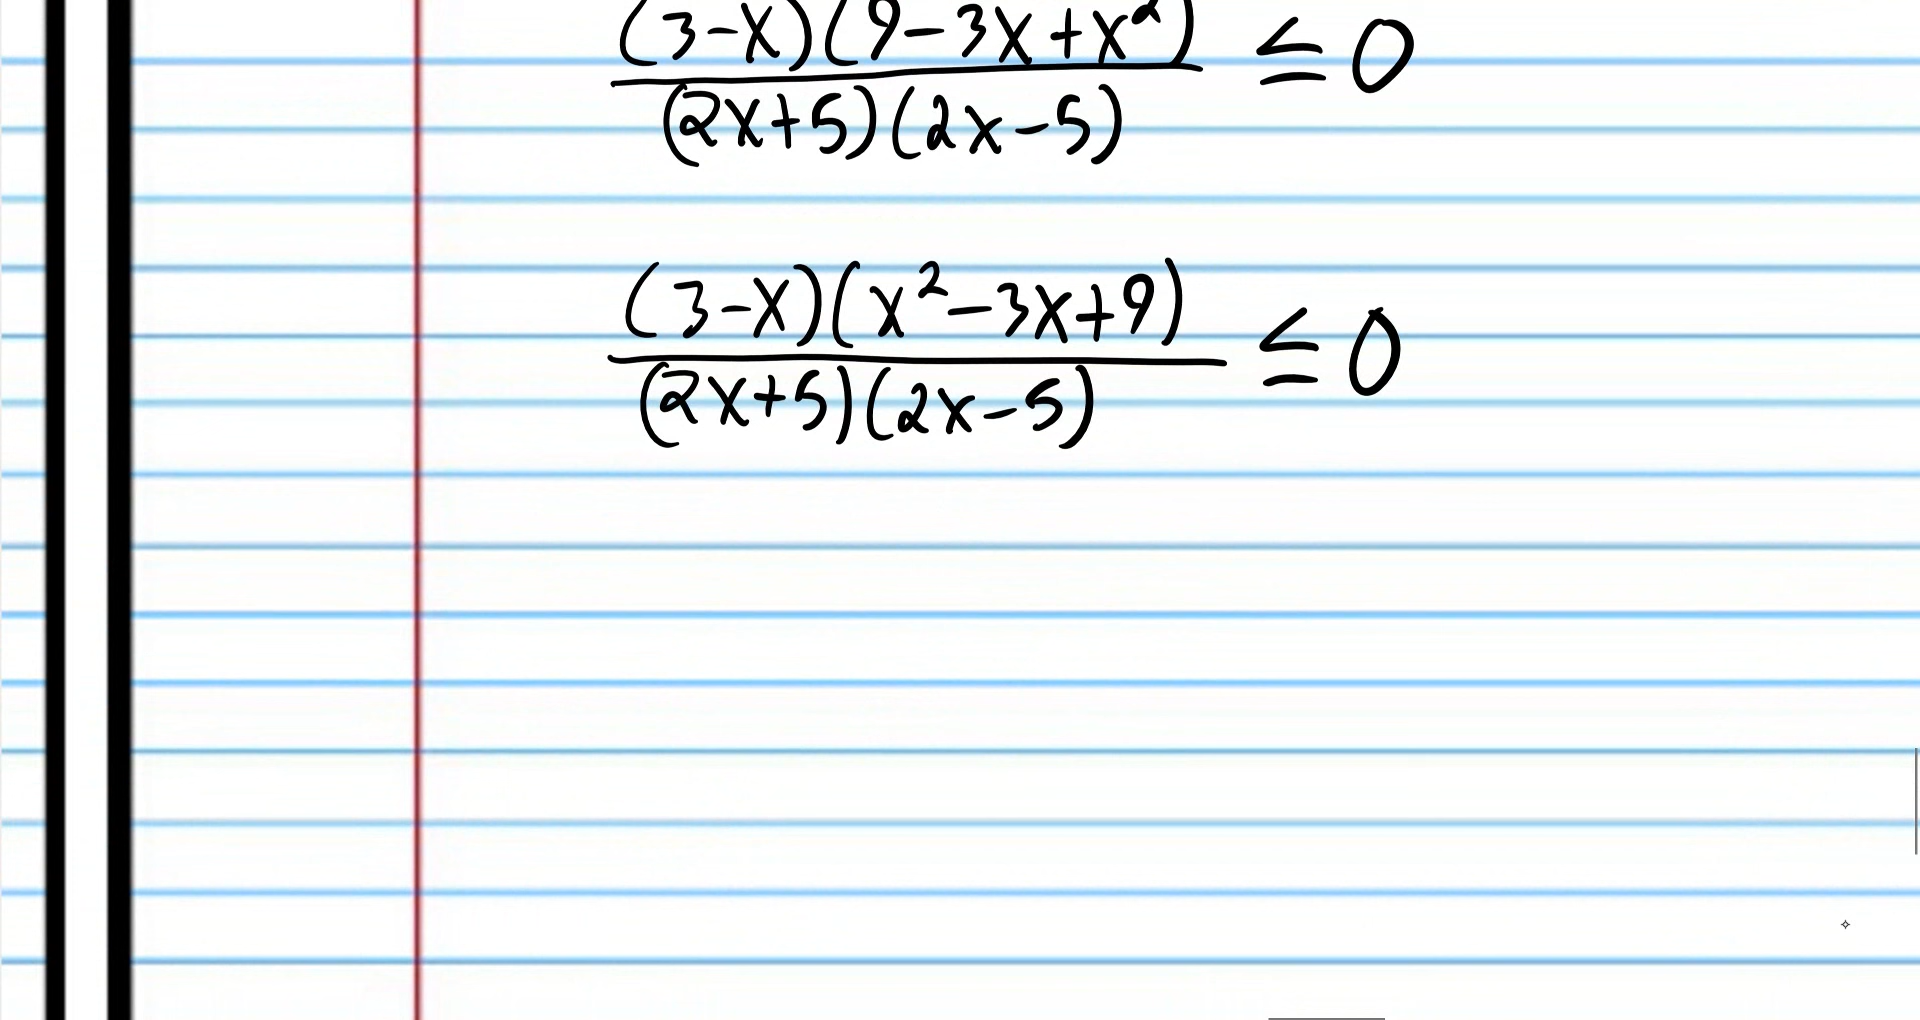 (3-x)(9-3x+x²)/(2x+5)(2x-5) ≤ 0
(3-x)(x²-3x+9)/(2x+5)(2x-5) ≤ 0